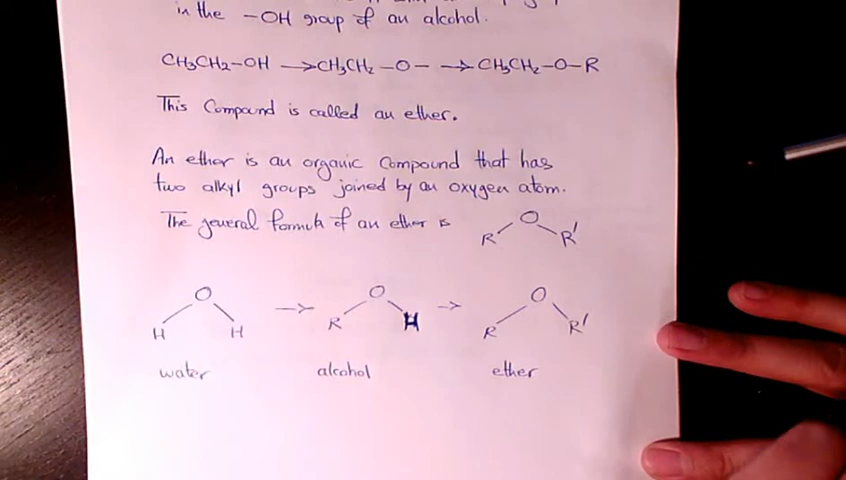 in the -OH group of an alcohol.
CH3CH2-OH → CH3CH2-O- → CH3CH2-O-R
This Compound is called an ether.
An ether is an organic Compound that has
two alkyl groups joined by an oxygen atom.
The general formula of an ether is R O R'
H O H → R O H → R O R'
water alcohol ether